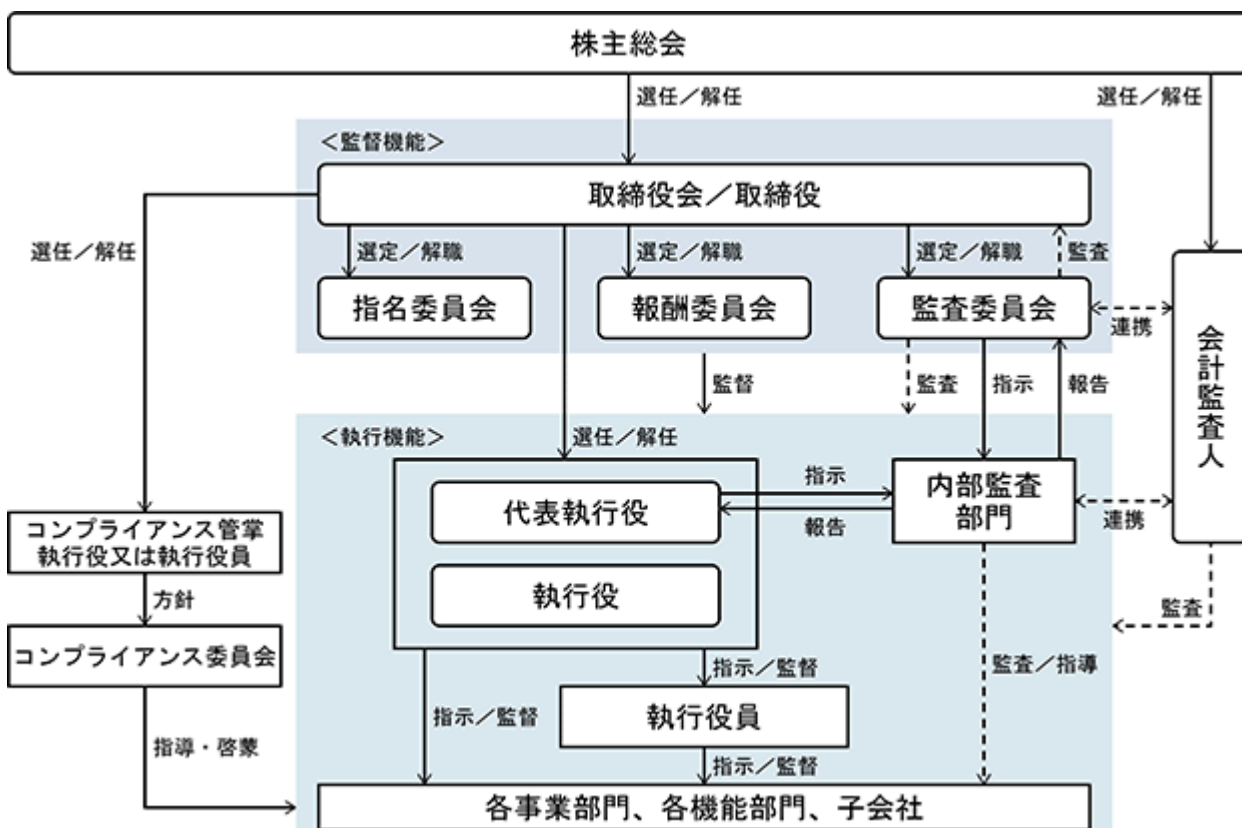 株主総会
選任／解任
選任／解任
＜監督機能＞
取締役会／取締役
選任／解任
選定／解職
選定／解職
選定／解職
監査
指名委員会
報酬委員会
監査委員会
連携
会計監査人
監督
監査
指示
報告
＜執行機能＞
選任／解任
代表執行役
指示
報告
内部監査
部門
連携
コンプライアンス管掌
執行役又は執行役員
執行役
方針
監査
コンプライアンス委員会
指示／監督
監査／指導
指示／監督
執行役員
指導・啓蒙
指示／監督
各事業部門、各機能部門、子会社